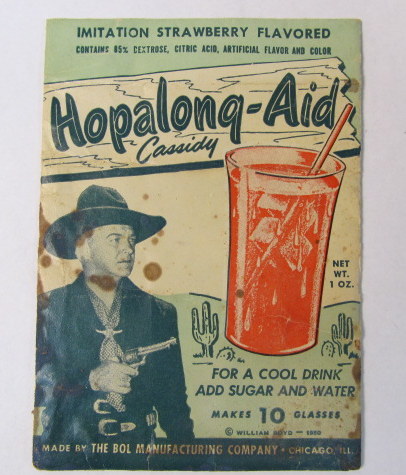 IMITATION STRAWBERRY FLAVORED
CONTAINS 85% DEXTROSE, CITRIC ACID, ARTIFICIAL FLAVOR AND COLOR
Hopalong-Aid
Cassidy
NET
WT.
1 OZ.
FOR A COOL DRINK
ADD SUGAR AND WATER
MAKES 10 GLASSES
© WILLIAM BOYD — 1950
MADE BY THE BOL MANUFACTURING COMPANY • CHICAGO, ILL.